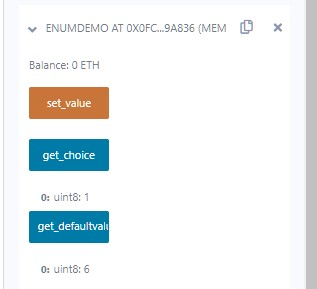 ENUMDEMO AT 0X0FC...9A836 (MEM
Balance: 0 ETH
set_value
get_choice
0: uint8: 1
get_defaultvalu
0: uint8: 6